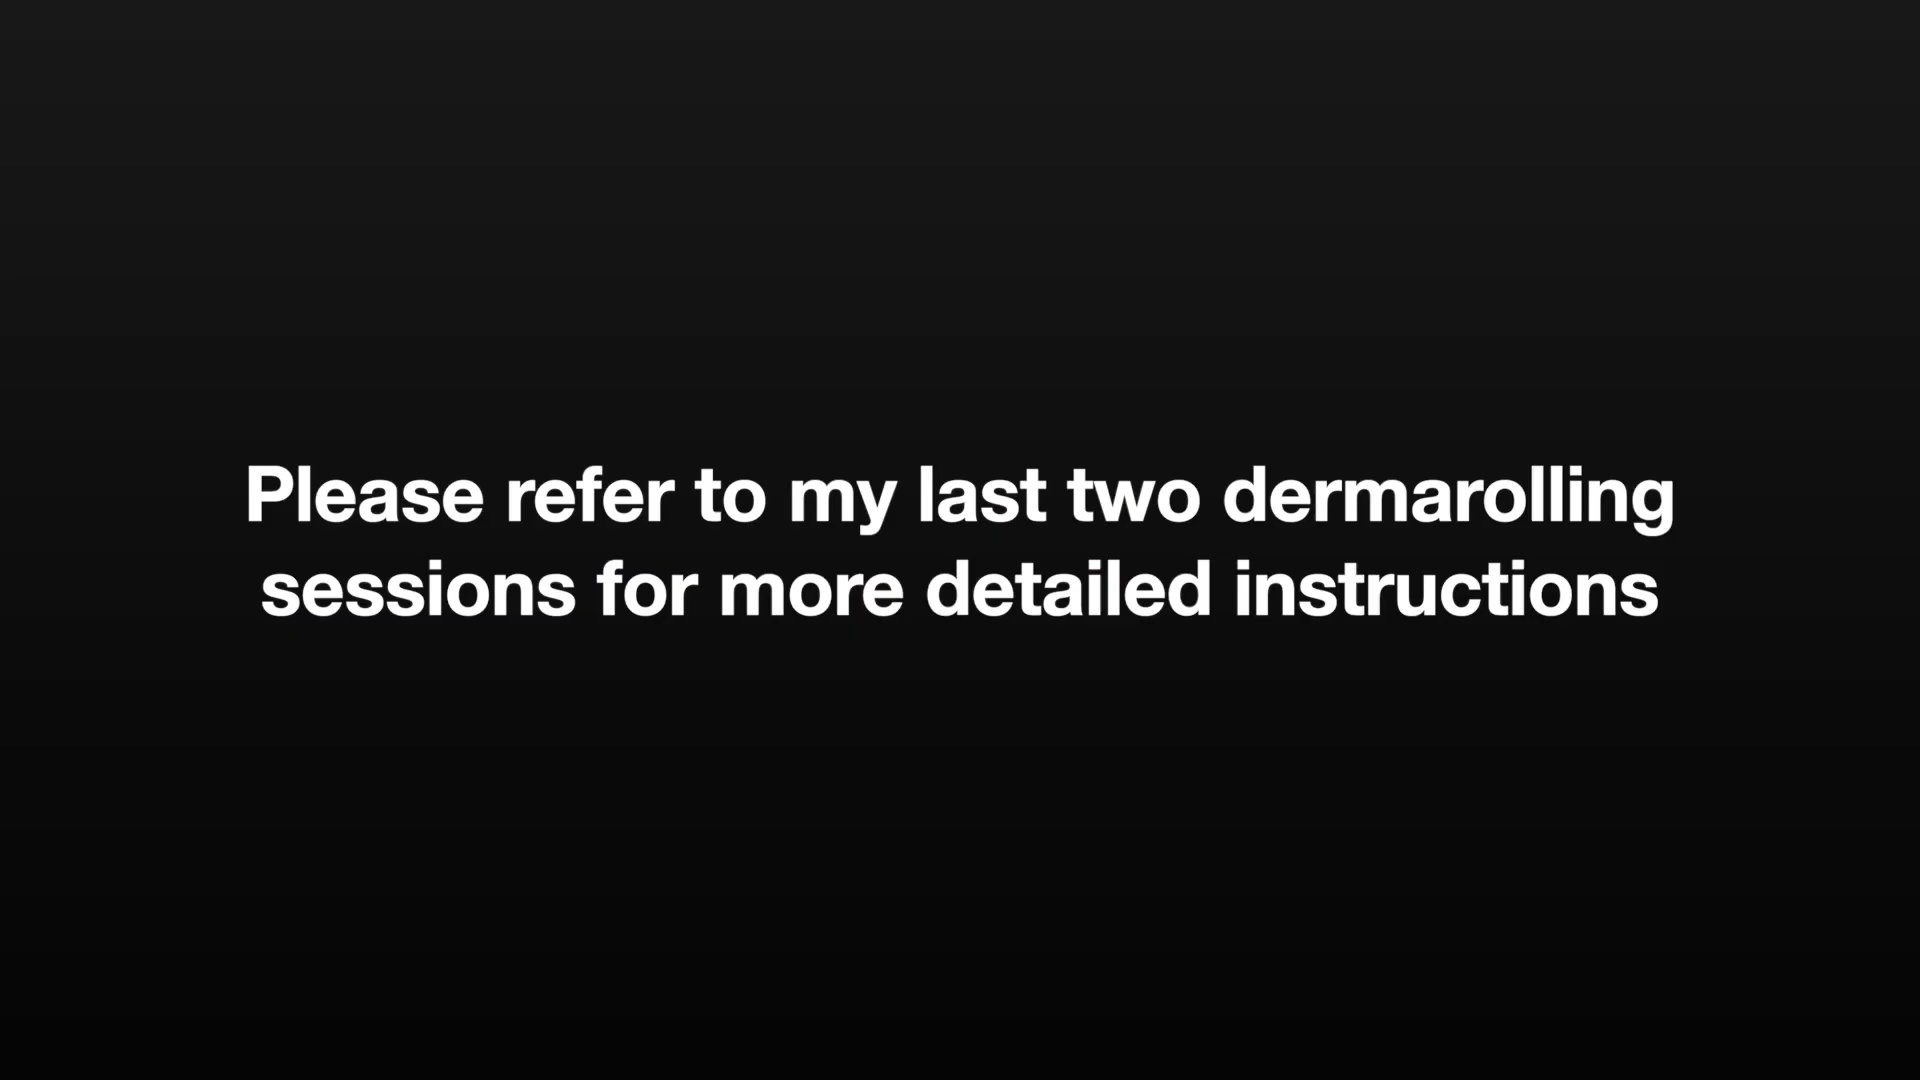 Please refer to my last two dermarolling
sessions for more detailed instructions